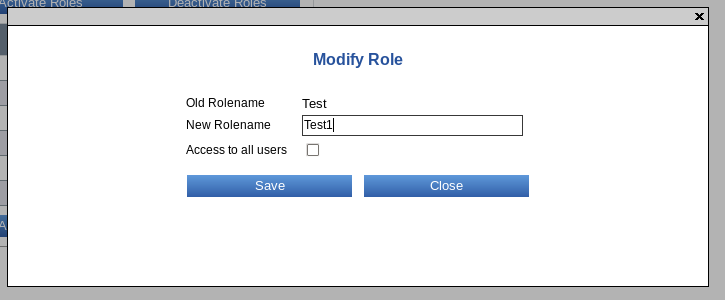 Activate Roles Deactivate Roles
x
Modify Role
Old Rolename Test
New Rolename Test1
Access to all users
Save Close
A